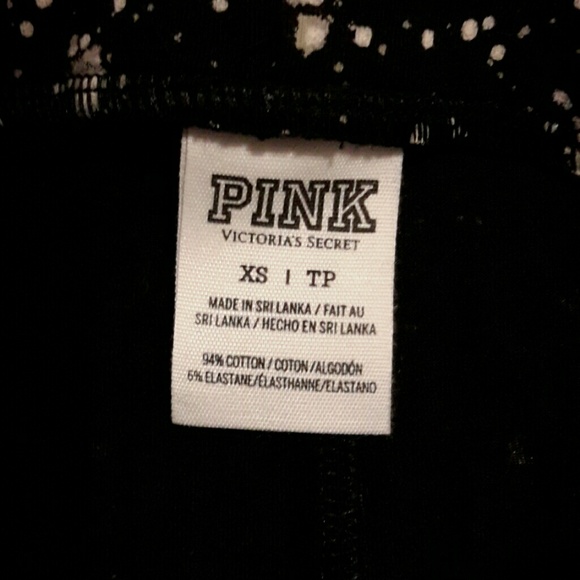 PINK
VICTORIA'S SECRET
XS | TP
MADE IN SRI LANKA / FAIT AU
SRI LANKA / HECHO EN SRI LANKA
94% COTTON / COTON / ALGODÓN
6% ELASTANE/ÉLASTHANNE/ELASTANO